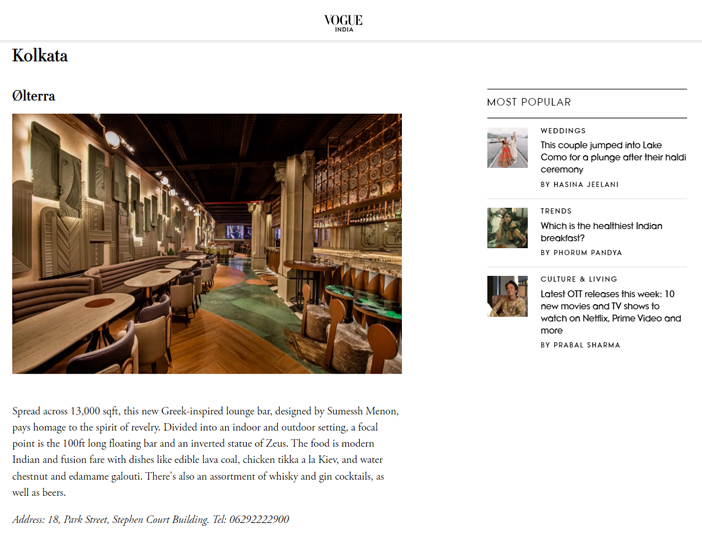 VOGUE
INDIA
Kolkata
Ølterra
Spread across 13,000 sqft, this new Greek-inspired lounge bar, designed by Sumessh Menon,
pays homage to the spirit of revelry. Divided into an indoor and outdoor setting, a focal
point is the 100ft long floating bar and an inverted statue of Zeus. The food is modern
Indian and fusion fare with dishes like edible lava coal, chicken tikka a la Kiev, and water
chestnut and edamame galouti. There's also an assortment of whisky and gin cocktails, as
well as beers.
Address: 18, Park Street, Stephen Court Building. Tel: 06292222900
MOST POPULAR
WEDDINGS
This couple jumped into Lake
Como for a plunge after their haldi
ceremony
BY HASINA JEELANI
TRENDS
Which is the healthiest Indian
breakfast?
BY PHORUM PANDYA
CULTURE & LIVING
Latest OTT releases this week: 10
new movies and TV shows to
watch on Netflix, Prime Video and
more
BY PRABAL SHARMA